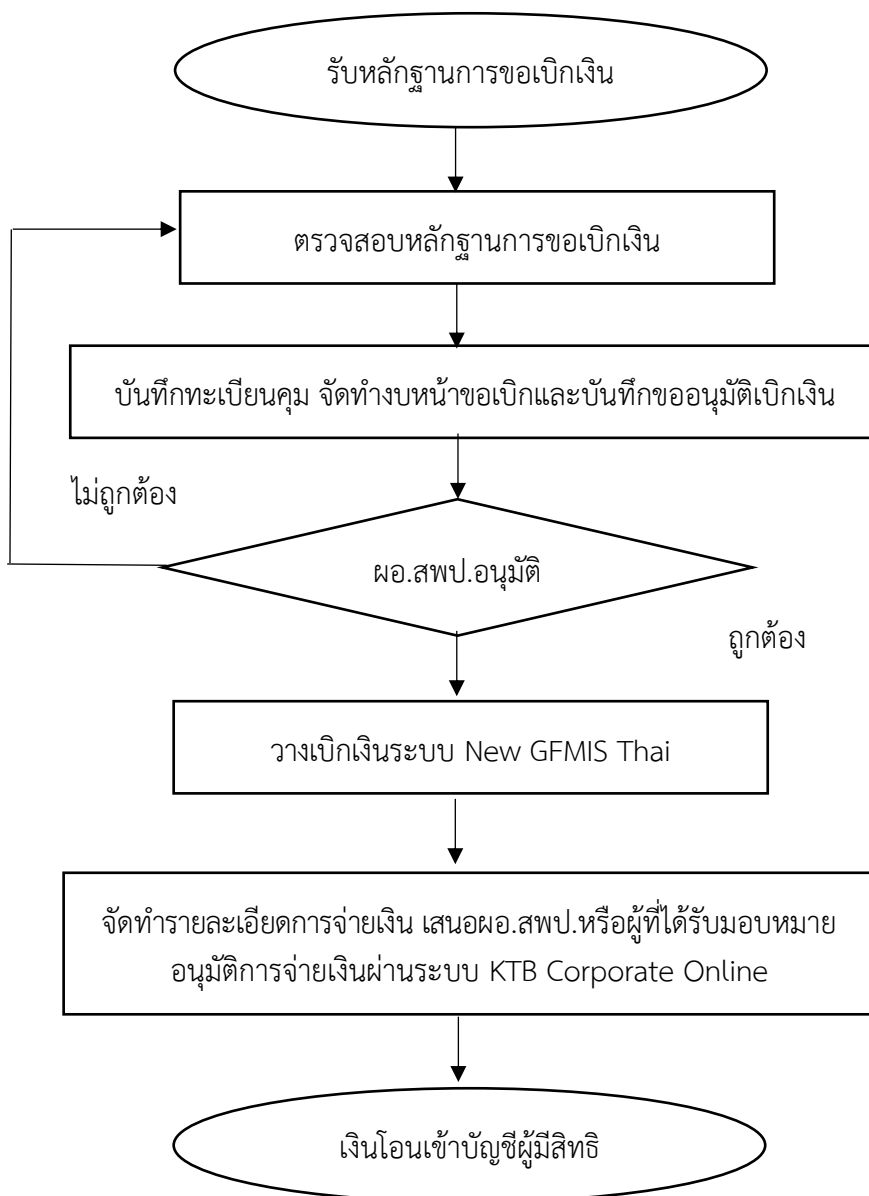 รับหลักฐานการขอเบิกเงิน
ตรวจสอบหลักฐานการขอเบิกเงิน
บันทึกทะเบียนคุม จัดทำงบหน้าขอเบิกและบันทึกขออนุมัติเบิกเงิน
ไม่ถูกต้อง
ผอ.สพป.อนุมัติ
ถูกต้อง
วางเบิกเงินระบบ New GFMIS Thai
จัดทำรายละเอียดการจ่ายเงิน เสนอผอ.สพป.หรือผู้ที่ได้รับมอบหมาย
อนุมัติการจ่ายเงินผ่านระบบ KTB Corporate Online
เงินโอนเข้าบัญชีผู้มีสิทธิ